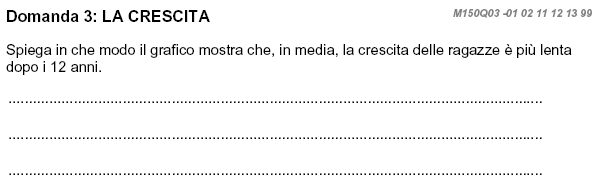 Domanda 3: LA CRESCITA M150Q03 -01 02 11 12 13 99
Spiega in che modo il grafico mostra che, in media, la crescita delle ragazze è più lenta
dopo i 12 anni.